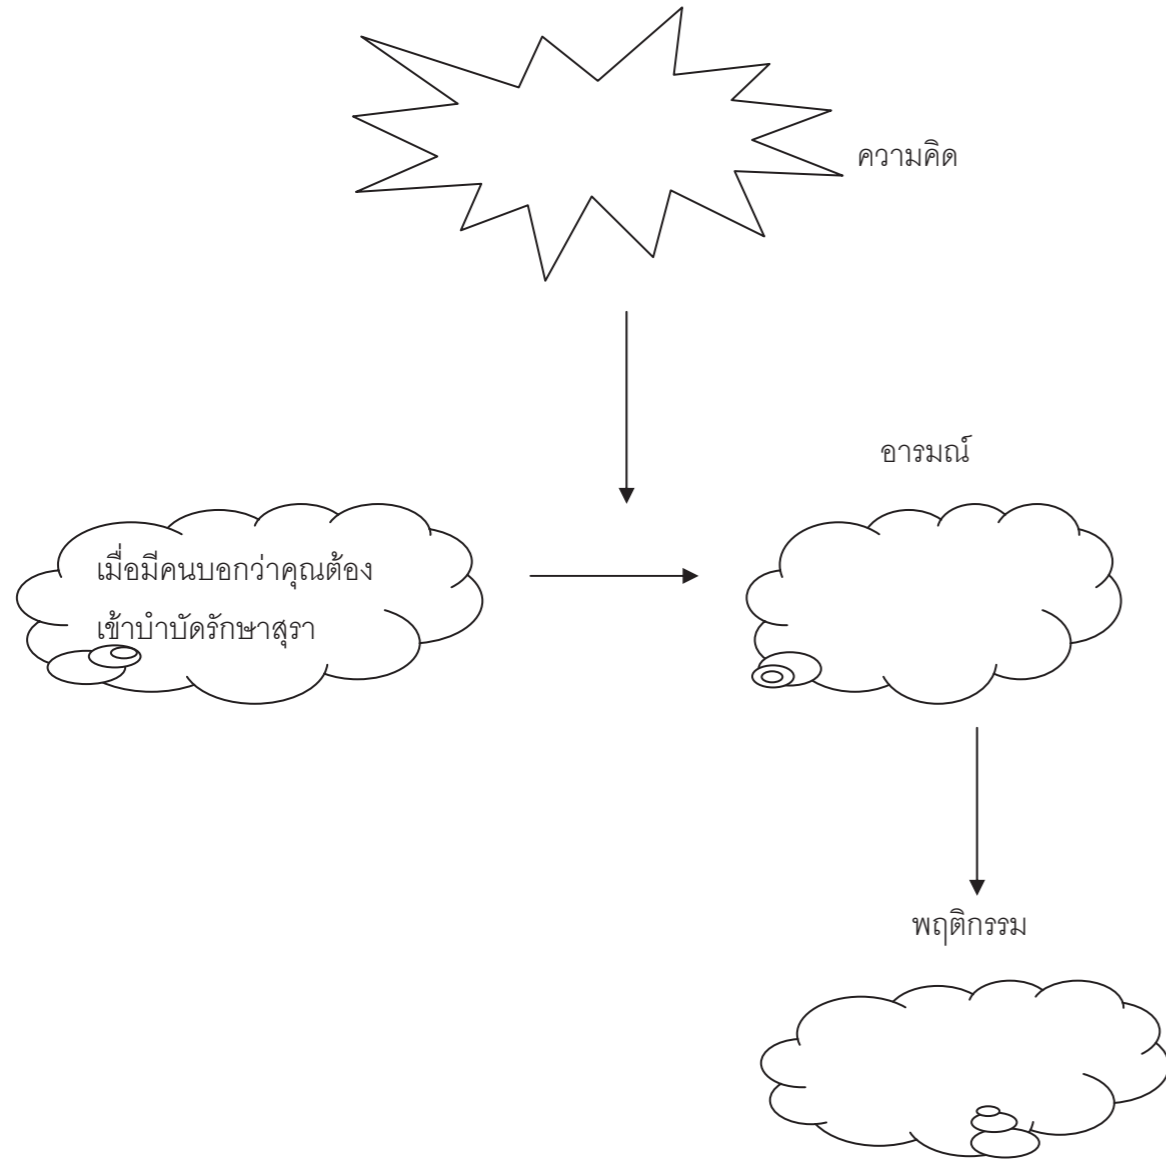 ความคิด
อารมณ์
เมื่อมีคนบอกว่าคุณต้อง
เข้าบำบัดรักษาสุรา
พฤติกรรม